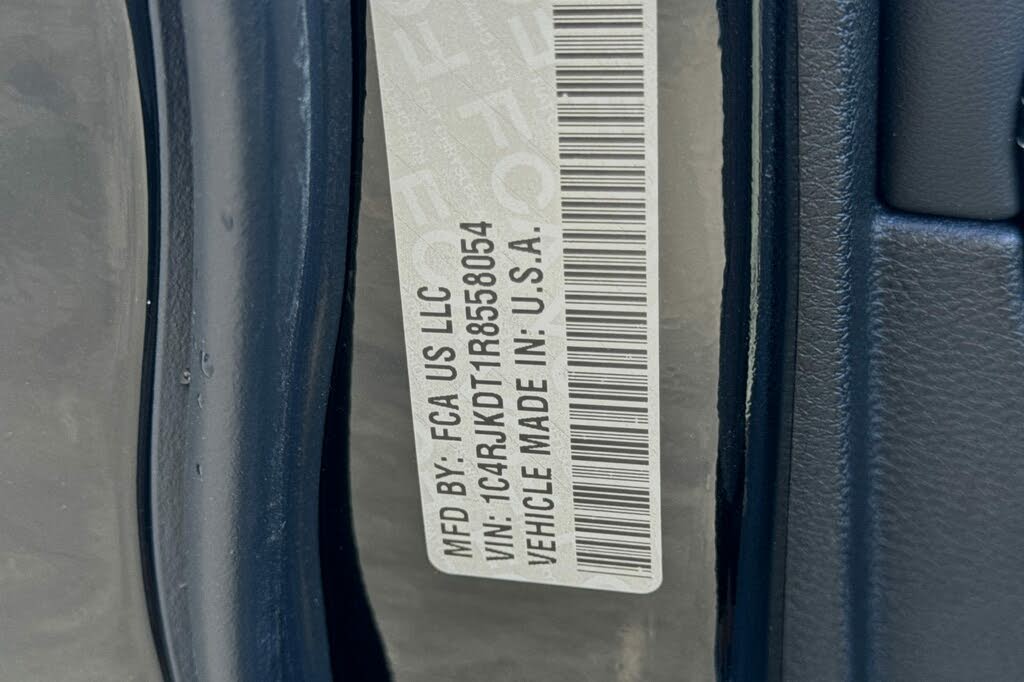 MFD BY: FCA US LLC
VIN: 1C4RJKDT1R8558054
VEHICLE MADE IN: U.S.A.